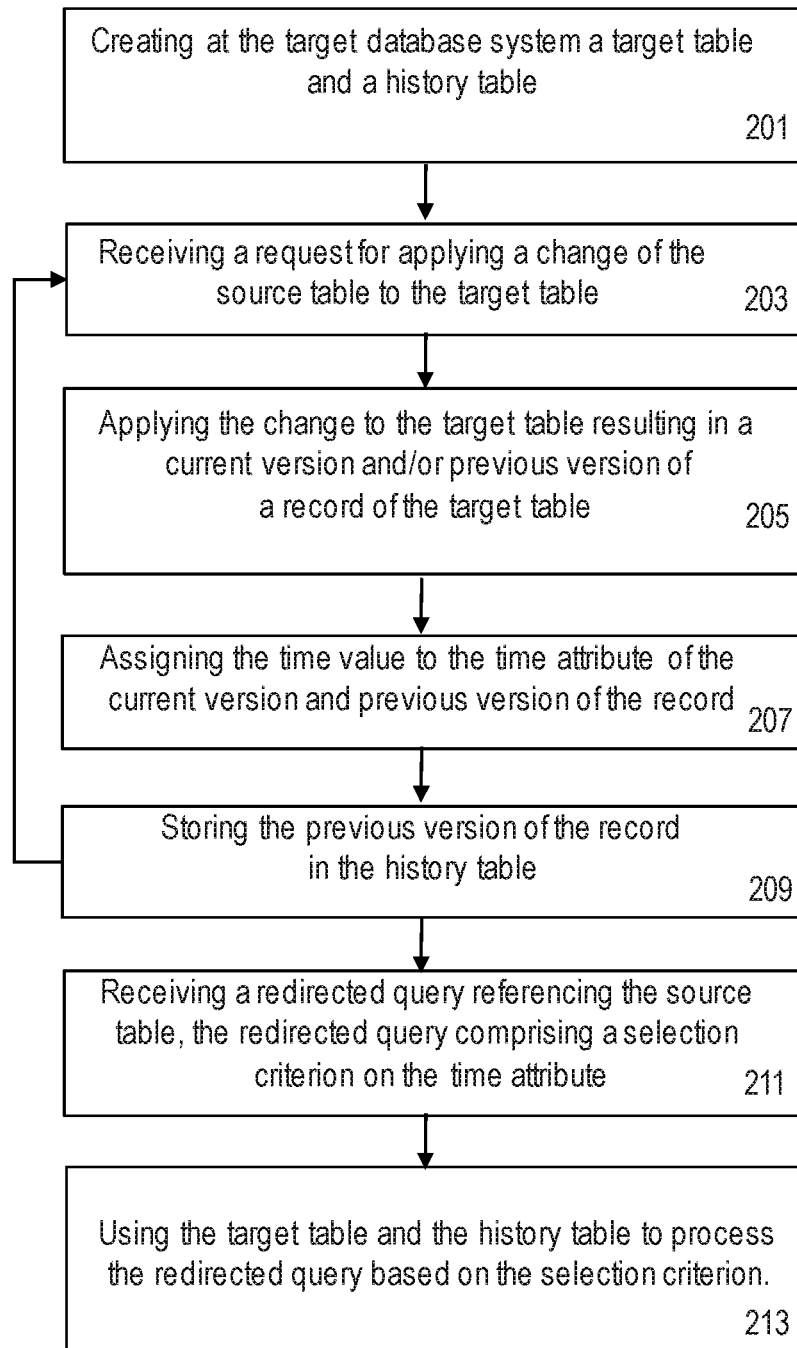 Creating at the target database system a target table
and a history table
201
Receiving a request for applying a change of the
source table to the target table
203
Applying the change to the target table resulting in a
current version and/or previous version of
a record of the target table
205
Assigning the time value to the time attribute of the
current version and previous version of the record
207
Storing the previous version of the record
in the history table
209
Receiving a redirected query referencing the source
table, the redirected query comprising a selection
criterion on the time attribute
211
Using the target table and the history table to process
the redirected query based on the selection criterion.
213